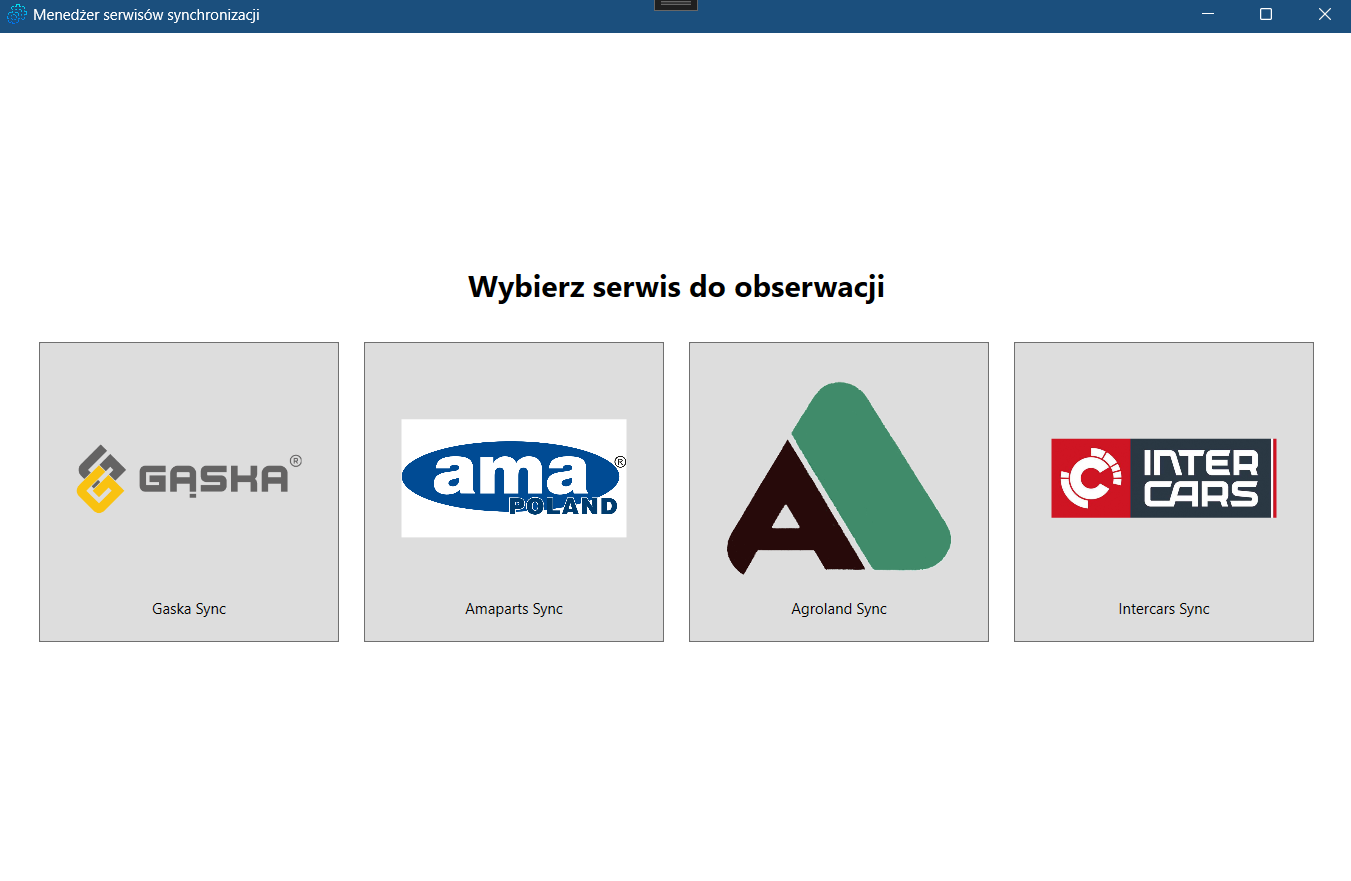 Menedżer serwisów synchronizacji
Wybierz serwis do obserwacji
GĄSKA®
ama®
POLAND
A
INTER
CARS
Gaska Sync
Amaparts Sync
Agroland Sync
Intercars Sync